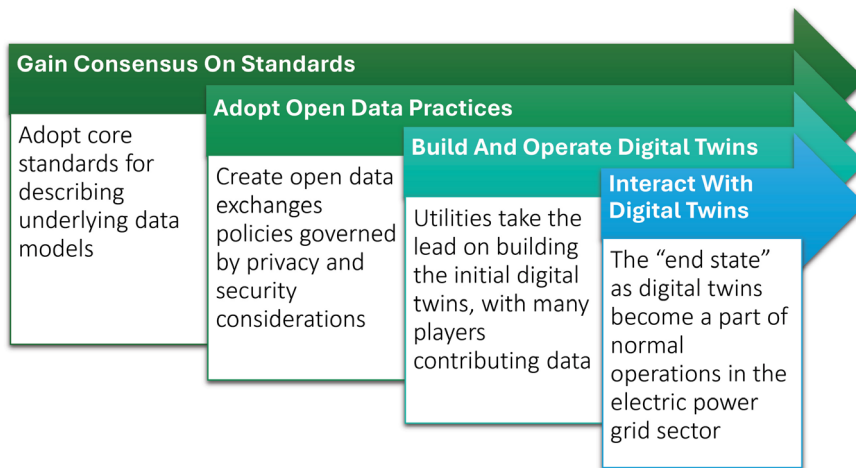 Gain Consensus On Standards
Adopt core
standards for
describing
underlying data
models
Adopt Open Data Practices
Create open data
exchanges
policies governed
by privacy and
security
considerations
Build And Operate Digital Twins
Utilities take the
lead on building
the initial digital
twins, with many
players
contributing data
Interact With
Digital Twins
The “end state”
as digital twins
become a part of
normal
operations in the
electric power
grid sector